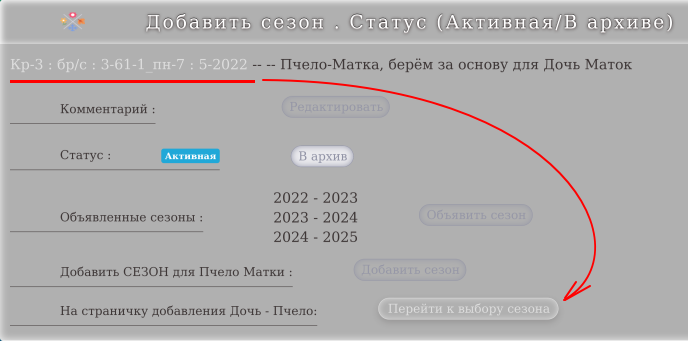 Добавить сезон . Статус (Активная/В архиве)
Кр-3 : бр/с : 3-61-1_пн-7 : 5-2022 -- -- Пчело-Матка, берём за основу для Дочь Маток
Комментарий : Редактировать
Статус : Активная В архив
2022 - 2023
Объявленные сезоны : 2023 - 2024 Объявить сезон
2024 - 2025
Добавить СЕЗОН для Пчело Матки : Добавить сезон
На страничку добавления Дочь - Пчело: Перейти к выбору сезона